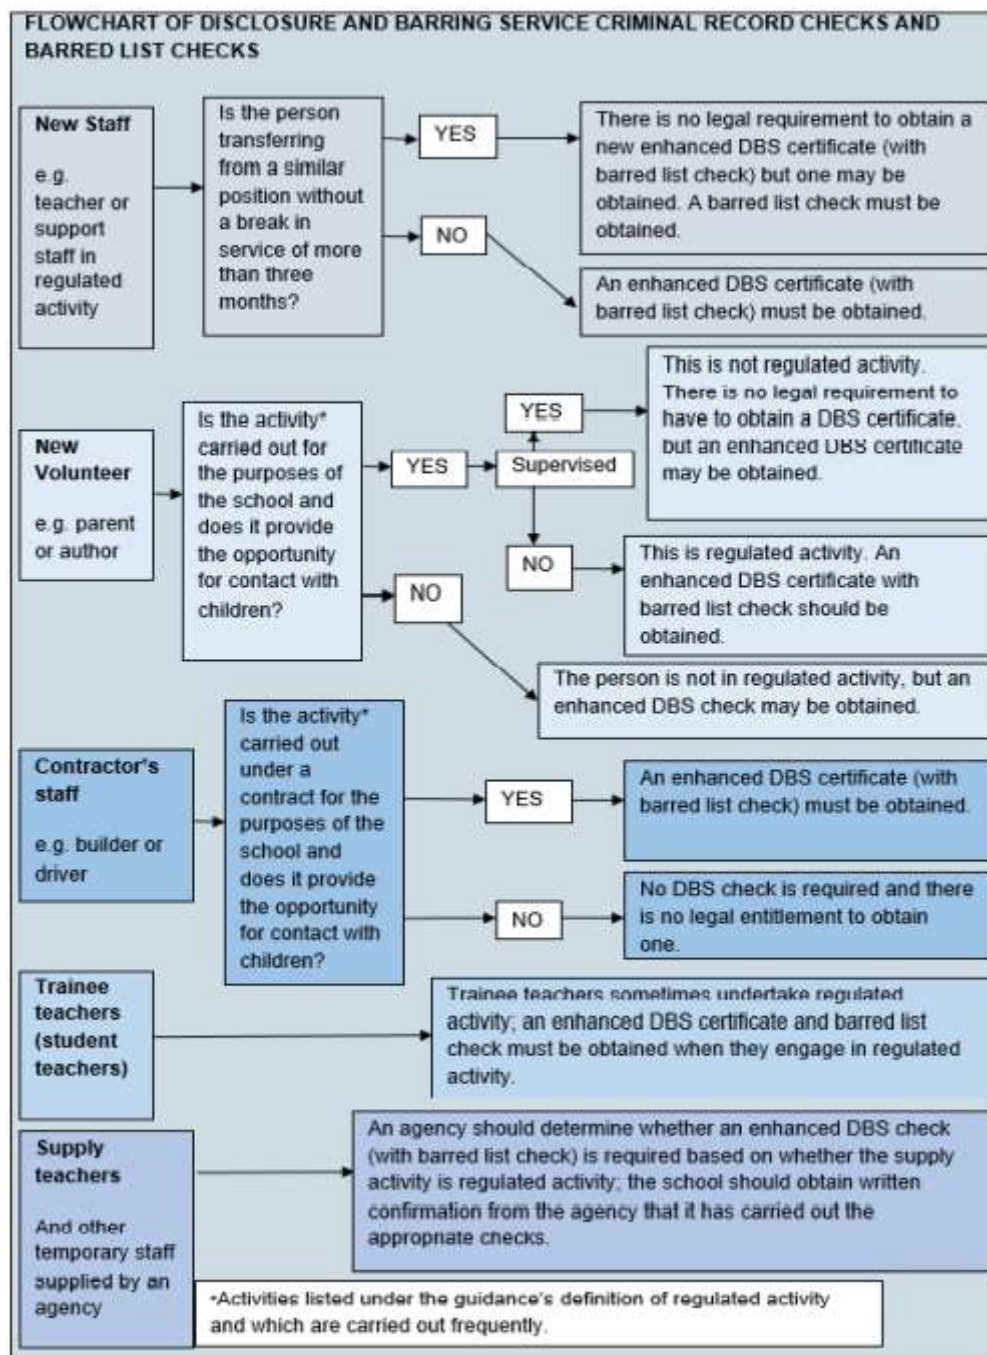 FLOWCHART OF DISCLOSURE AND BARRING SERVICE CRIMINAL RECORD CHECKS AND
BARRED LIST CHECKS
New Staff
e.g.
teacher or
support
staff in
regulated
activity
Is the person
transferring
from a similar
position without
a break in
service of more
than three
months?
YES
There is no legal requirement to obtain a
new enhanced DBS certificate (with
barred list check) but one may be
obtained. A barred list check must be
obtained.
NO
An enhanced DBS certificate (with
barred list check) must be obtained.
New
Volunteer
e.g. parent
or author
Is the activity*
carried out for
the purposes of
the school and
does it provide
the opportunity
for contact with
children?
YES
Supervised
YES
This is not regulated activity.
There is no legal requirement to
have to obtain a DBS certificate,
but an enhanced DBS certificate
may be obtained.
NO
This is regulated activity. An
enhanced DBS certificate with
barred list check should be
obtained.
NO
The person is not in regulated activity, but an
enhanced DBS check may be obtained.
Contractor's
staff
e.g. builder or
driver
Is the activity*
carried out
under a
contract for the
purposes of the
school and
does it provide
the opportunity
for contact with
children?
YES
An enhanced DBS certificate (with
barred list check) must be obtained.
NO
No DBS check is required and there
is no legal entitlement to obtain
one.
Trainee
teachers
(student
teachers)
Trainee teachers sometimes undertake regulated
activity; an enhanced DBS certificate and barred list
check must be obtained when they engage in regulated
activity.
Supply
teachers
And other
temporary staff
supplied by an
agency
An agency should determine whether an enhanced DBS check
(with barred list check) is required based on whether the supply
activity is regulated activity; the school should obtain written
confirmation from the agency that it has carried out the
appropriate checks.
*Activities listed under the guidance's definition of regulated activity
and which are carried out frequently.